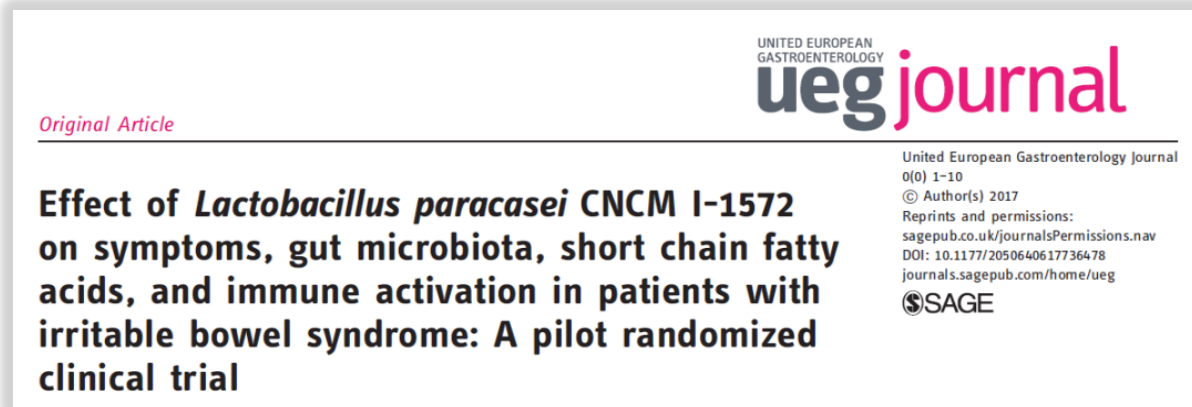 UNITED EUROPEAN
GASTROENTEROLOGY
ueg journal
Original Article
United European Gastroenterology Journal
0(0) 1–10
© Author(s) 2017
Reprints and permissions:
sagepub.co.uk/journalsPermissions.nav
DOI: 10.1177/2050640617736478
journals.sagepub.com/home/ueg
SAGE
Effect of Lactobacillus paracasei CNCM I-1572
on symptoms, gut microbiota, short chain fatty
acids, and immune activation in patients with
irritable bowel syndrome: A pilot randomized
clinical trial